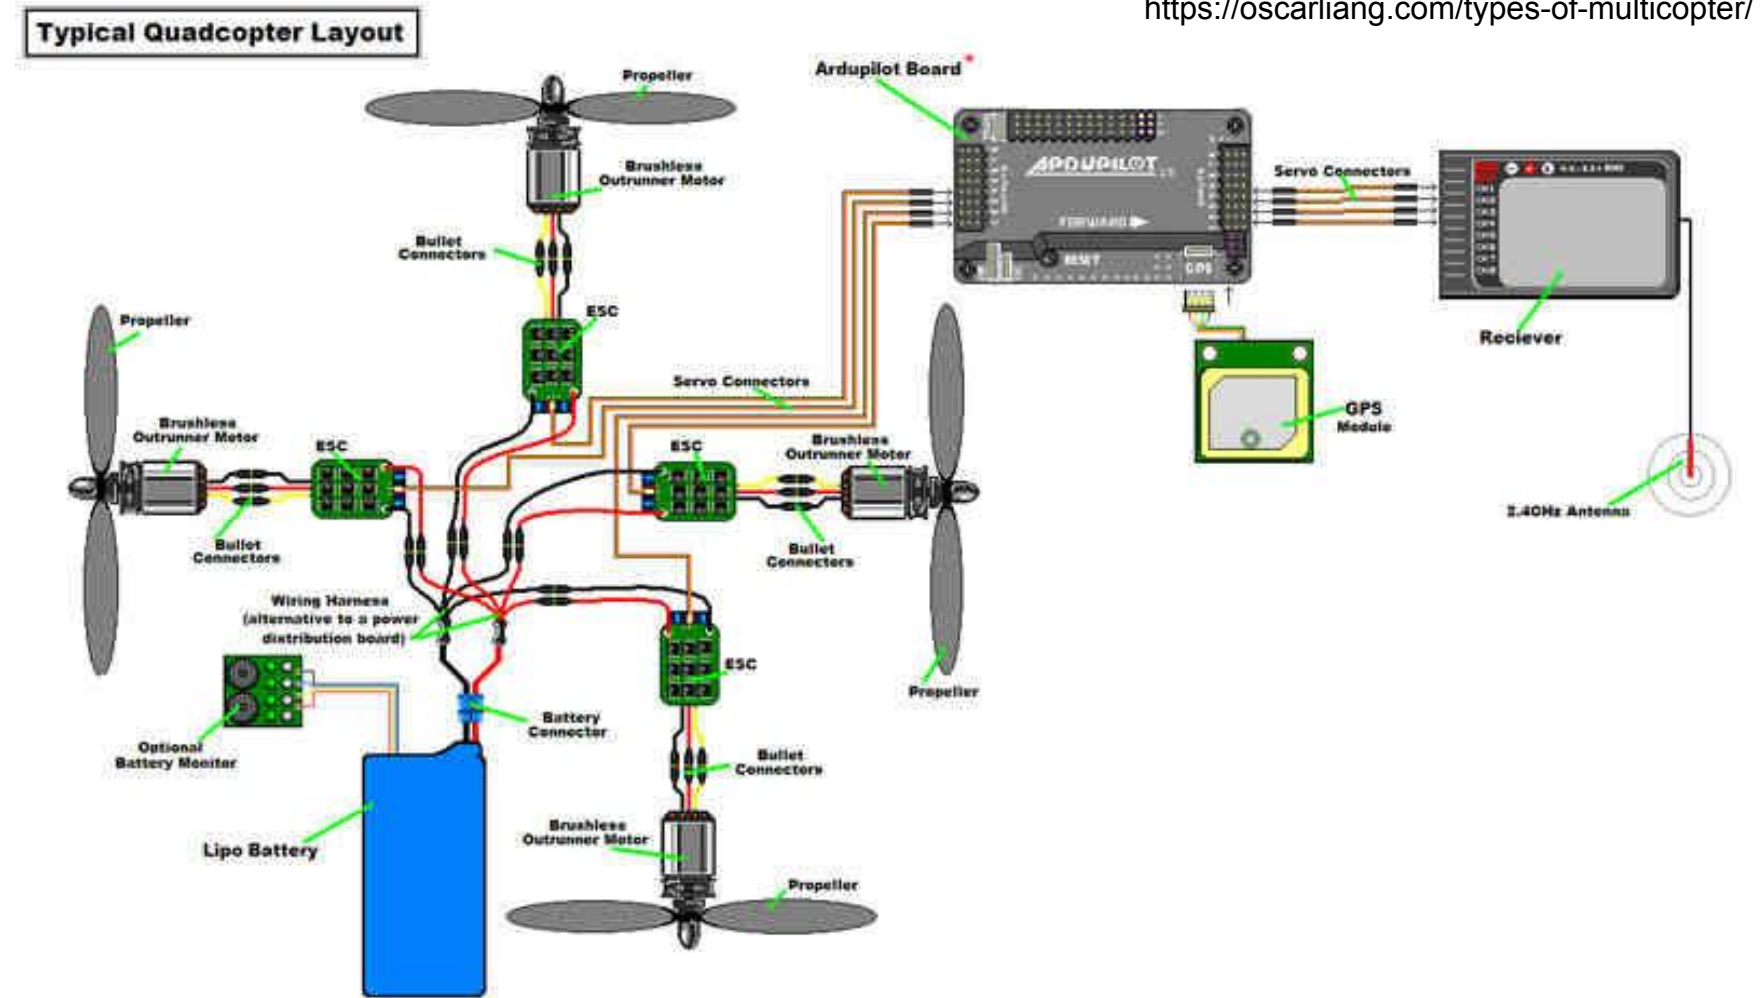 https://oscarliang.com/types-of-multicopter/
Typical Quadcopter Layout
Propeller
Ardupilot Board *
Brushless
Outrunner Motor
ARDUPILOT
Servo Connectors
FORWARD
Bullet
Connectors
RESET
GPS
ESC
Propeller
Reciever
Servo Connectors
GPS
Module
Brushless
Outrunner Motor
ESC
ESC
Brushless
Outrunner Motor
2.4GHz Antenna
Bullet
Connectors
Bullet
Connectors
Wiring Harness
(alternative to a power
distribution board)
ESC
Propeller
Battery
Connector
Optional
Battery Monitor
Bullet
Connectors
Brushless
Outrunner Motor
Lipo Battery
Propeller